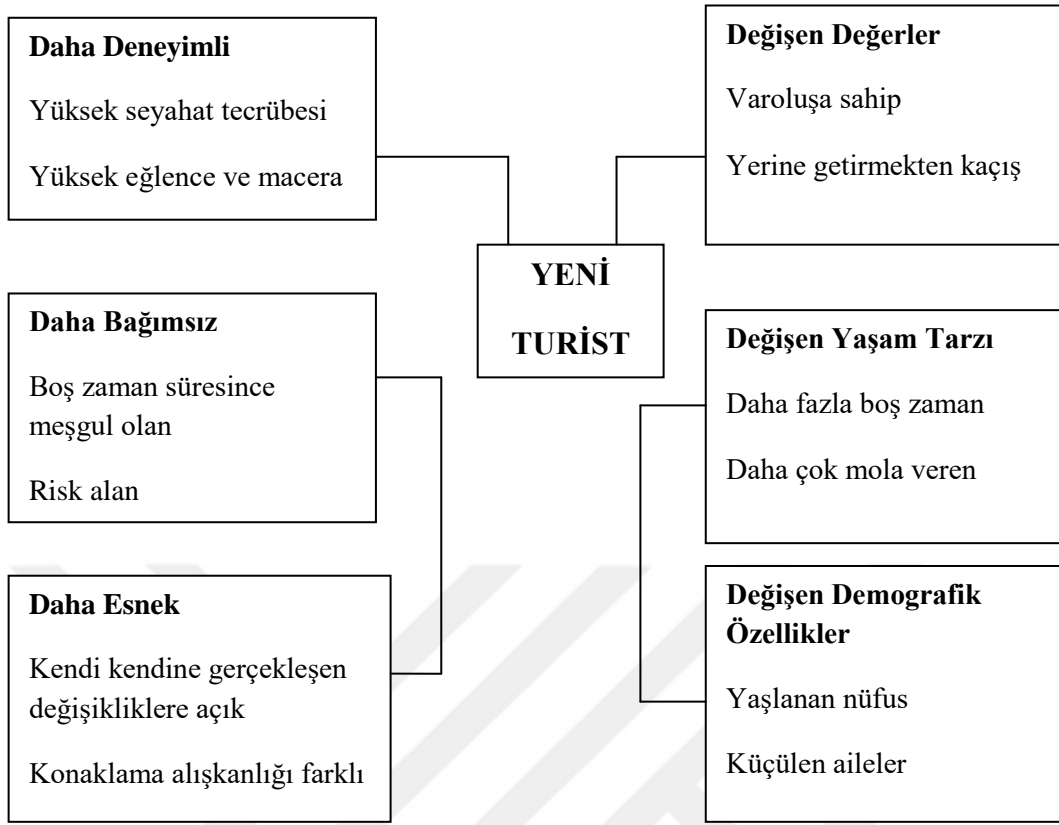 Daha Deneyimli
Yüksek seyahat tecrübesi
Yüksek eğlence ve macera
Değişen Değerler
Varoluşa sahip
Yerine getirmekten kaçış
YENİ
TURİST
Daha Bağımsız
Boş zaman süresince
meşgul olan
Risk alan
Değişen Yaşam Tarzı
Daha fazla boş zaman
Daha çok mola veren
Daha Esnek
Kendi kendine gerçekleşen
değişikliklere açık
Konaklama alışkanlığı farklı
Değişen Demografik
Özellikler
Yaşlanan nüfus
Küçülen aileler